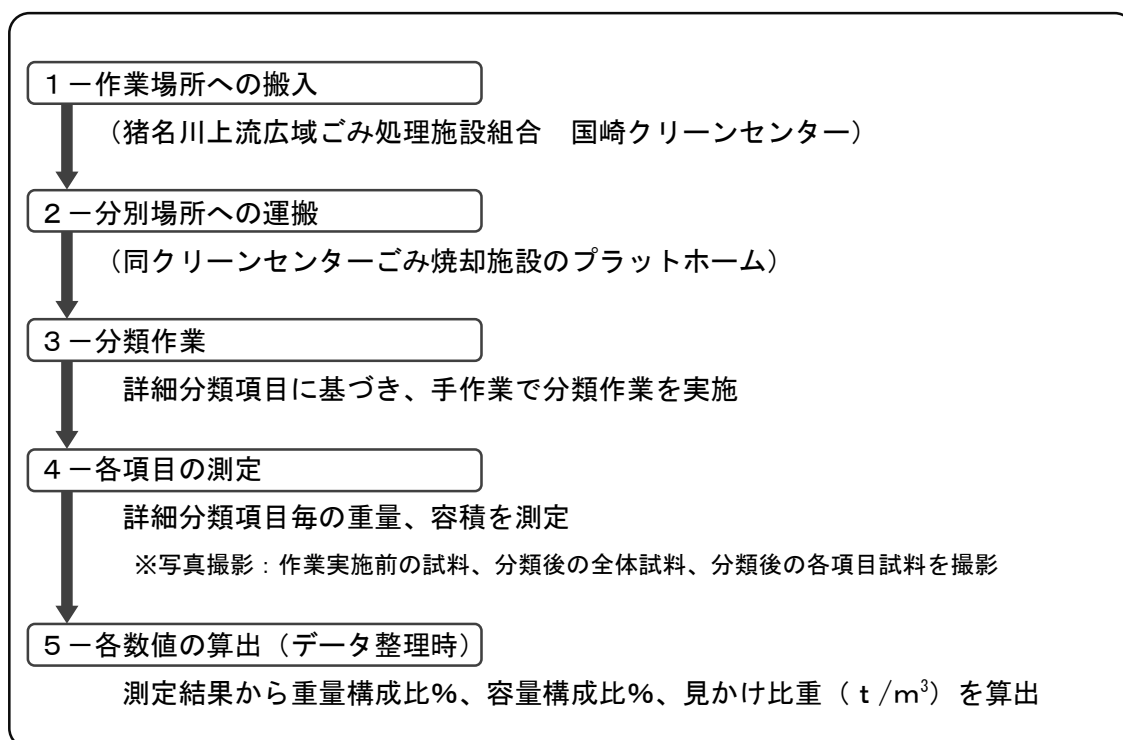 １－作業場所への搬入
（猪名川上流広域ごみ処理施設組合　国崎クリーンセンター）
２－分別場所への運搬
（同クリーンセンターごみ焼却施設のプラットホーム）
３－分類作業
詳細分類項目に基づき、手作業で分類作業を実施
４－各項目の測定
詳細分類項目毎の重量、容積を測定
※写真撮影：作業実施前の試料、分類後の全体試料、分類後の各項目試料を撮影
５－各数値の算出（データ整理時）
測定結果から重量構成比％、容量構成比％、見かけ比重（ｔ/ｍ³）を算出